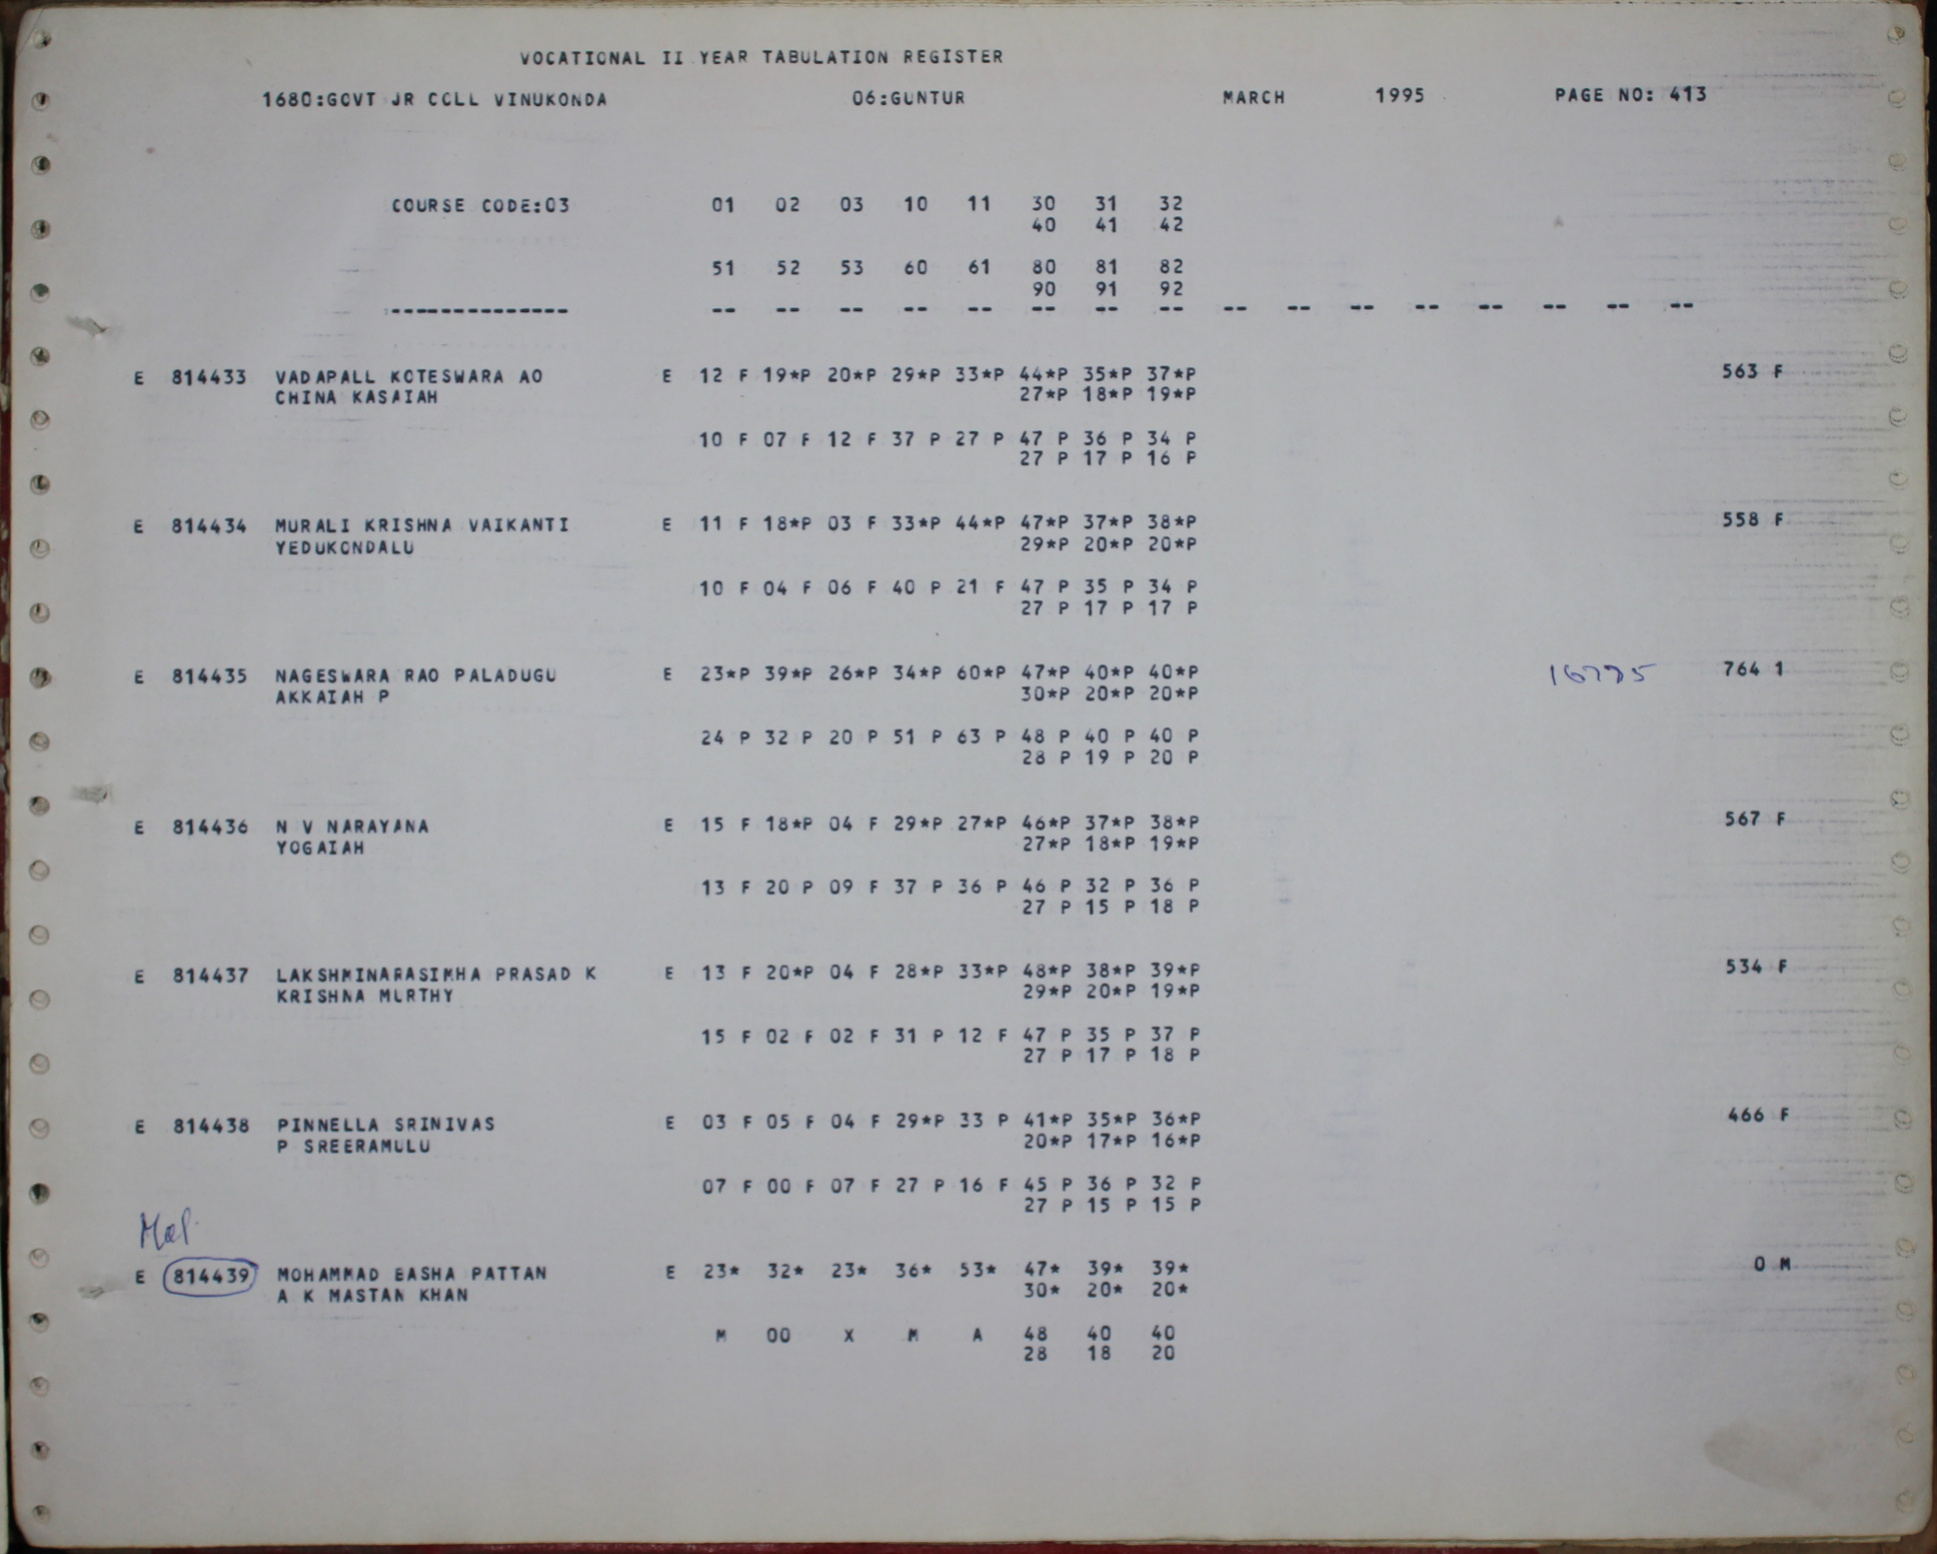 VOCATIONAL II YEAR TABULATION REGISTER
1680:GOVT JR COLL VINUKONDA 06:GUNTUR MARCH 1995 PAGE NO: 413
COURSE CODE:03 01 02 03 10 11 30 31 32
40 41 42
51 52 53 60 61 80 81 82
90 91 92
-------------- -- -- -- -- -- -- -- -- -- -- -- -- -- -- -- --
E 814433 VADAPALL KOTESWARA AO E 12 F 19*P 20*P 29*P 33*P 44*P 35*P 37*P 563 F
CHINA KASAIAH 27*P 18*P 19*P
10 F 07 F 12 F 37 P 27 P 47 P 36 P 34 P
27 P 17 P 16 P
E 814434 MURALI KRISHNA VAIKANTI E 11 F 18*P 03 F 33*P 44*P 47*P 37*P 38*P 558 F
YEDUKONDALU 29*P 20*P 20*P
10 F 04 F 06 F 40 P 21 F 47 P 35 P 34 P
27 P 17 P 17 P
E 814435 NAGESWARA RAO PALADUGU E 23*P 39*P 26*P 34*P 60*P 47*P 40*P 40*P 764 1
AKKAIAH P 30*P 20*P 20*P
24 P 32 P 20 P 51 P 63 P 48 P 40 P 40 P
28 P 19 P 20 P
E 814436 N V NARAYANA E 15 F 18*P 04 F 29*P 27*P 46*P 37*P 38*P 567 F
YOGAIAH 27*P 18*P 19*P
13 F 20 P 09 F 37 P 36 P 46 P 32 P 36 P
27 P 15 P 18 P
E 814437 LAKSHMINARASIMHA PRASAD K E 13 F 20*P 04 F 28*P 33*P 48*P 38*P 39*P 534 F
KRISHNA MURTHY 29*P 20*P 19*P
15 F 02 F 02 F 31 P 12 F 47 P 35 P 37 P
27 P 17 P 18 P
E 814438 PINNELLA SRINIVAS E 03 F 05 F 04 F 29*P 33 P 41*P 35*P 36*P 466 F
P SREERAMULU 20*P 17*P 16*P
07 F 00 F 07 F 27 P 16 F 45 P 36 P 32 P
27 P 15 P 15 P
Mal
E 814439 MOHAMMAD BASHA PATTAN E 23* 32* 23* 36* 53* 47* 39* 39* 0 M
A K MASTAN KHAN 30* 20* 20*
M 00 X M A 48 40 40
28 18 20